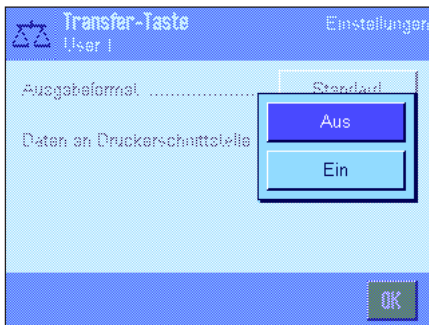 Transfer-Taste
Einstellungen
User 1
Ausgabeformat .................... Standard
Aus
Daten an Druckerschnittstelle
Ein
OK